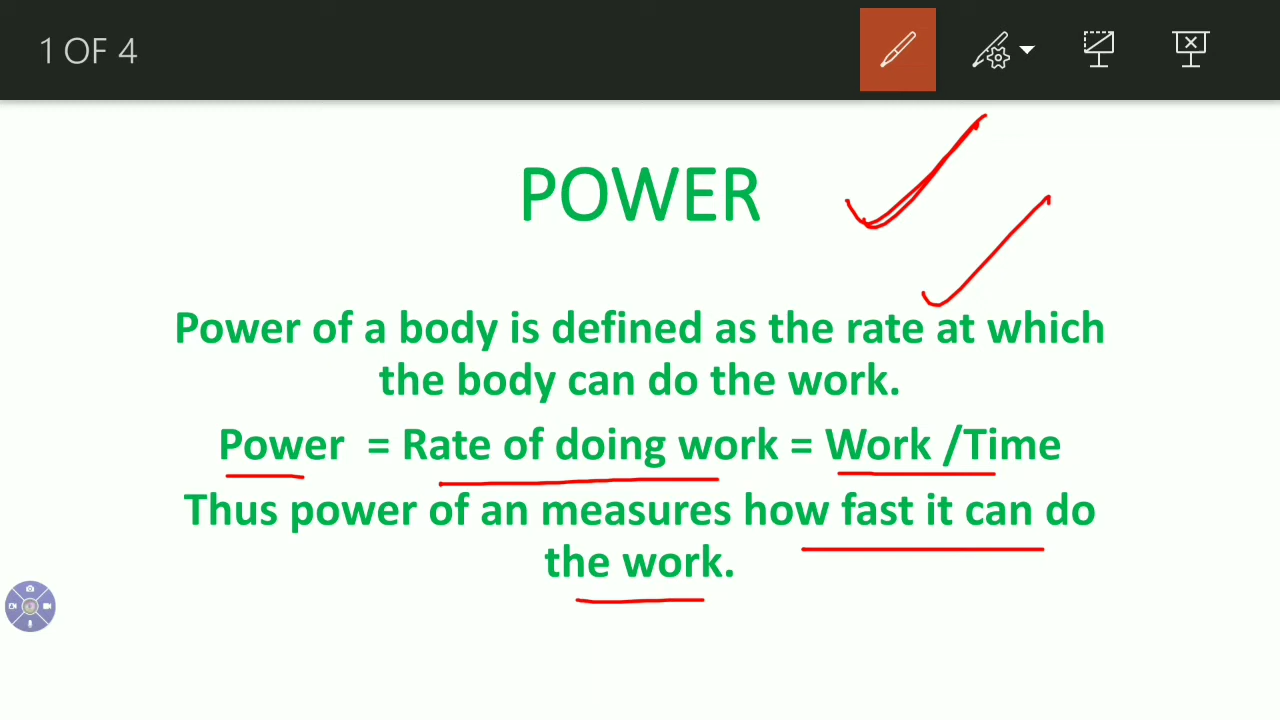 1 OF 4
POWER
Power of a body is defined as the rate at which
the body can do the work.
Power = Rate of doing work = Work /Time
Thus power of an measures how fast it can do
the work.